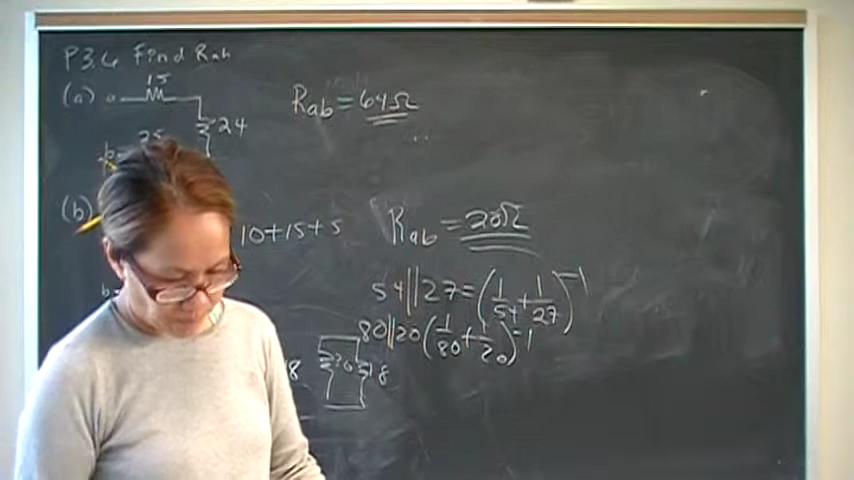 P3.6 Find Rab
15
(a) a
Rab = 64Ω
24
b 25
(b)
10+15+5
Rab = 20Ω
b
54||27 = (1/54 + 1/27)^-1
80||20 (1/80 + 1/20)^-1
8
18